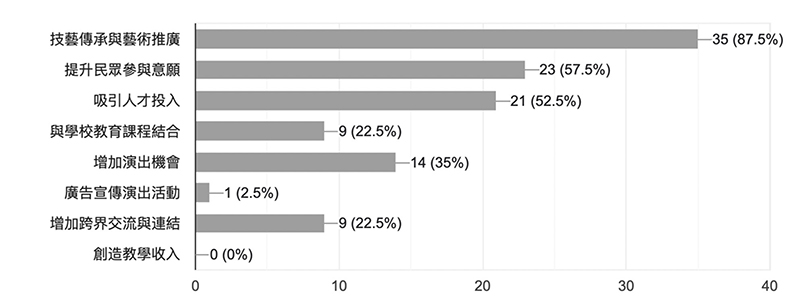 技藝傳承與藝術推廣 35 (87.5%)
提升民眾參與意願 23 (57.5%)
吸引人才投入 21 (52.5%)
與學校教育課程結合 9 (22.5%)
增加演出機會 14 (35%)
廣告宣傳演出活動 1 (2.5%)
增加跨界交流與連結 9 (22.5%)
創造教學收入 0 (0%)
0 10 20 30 40